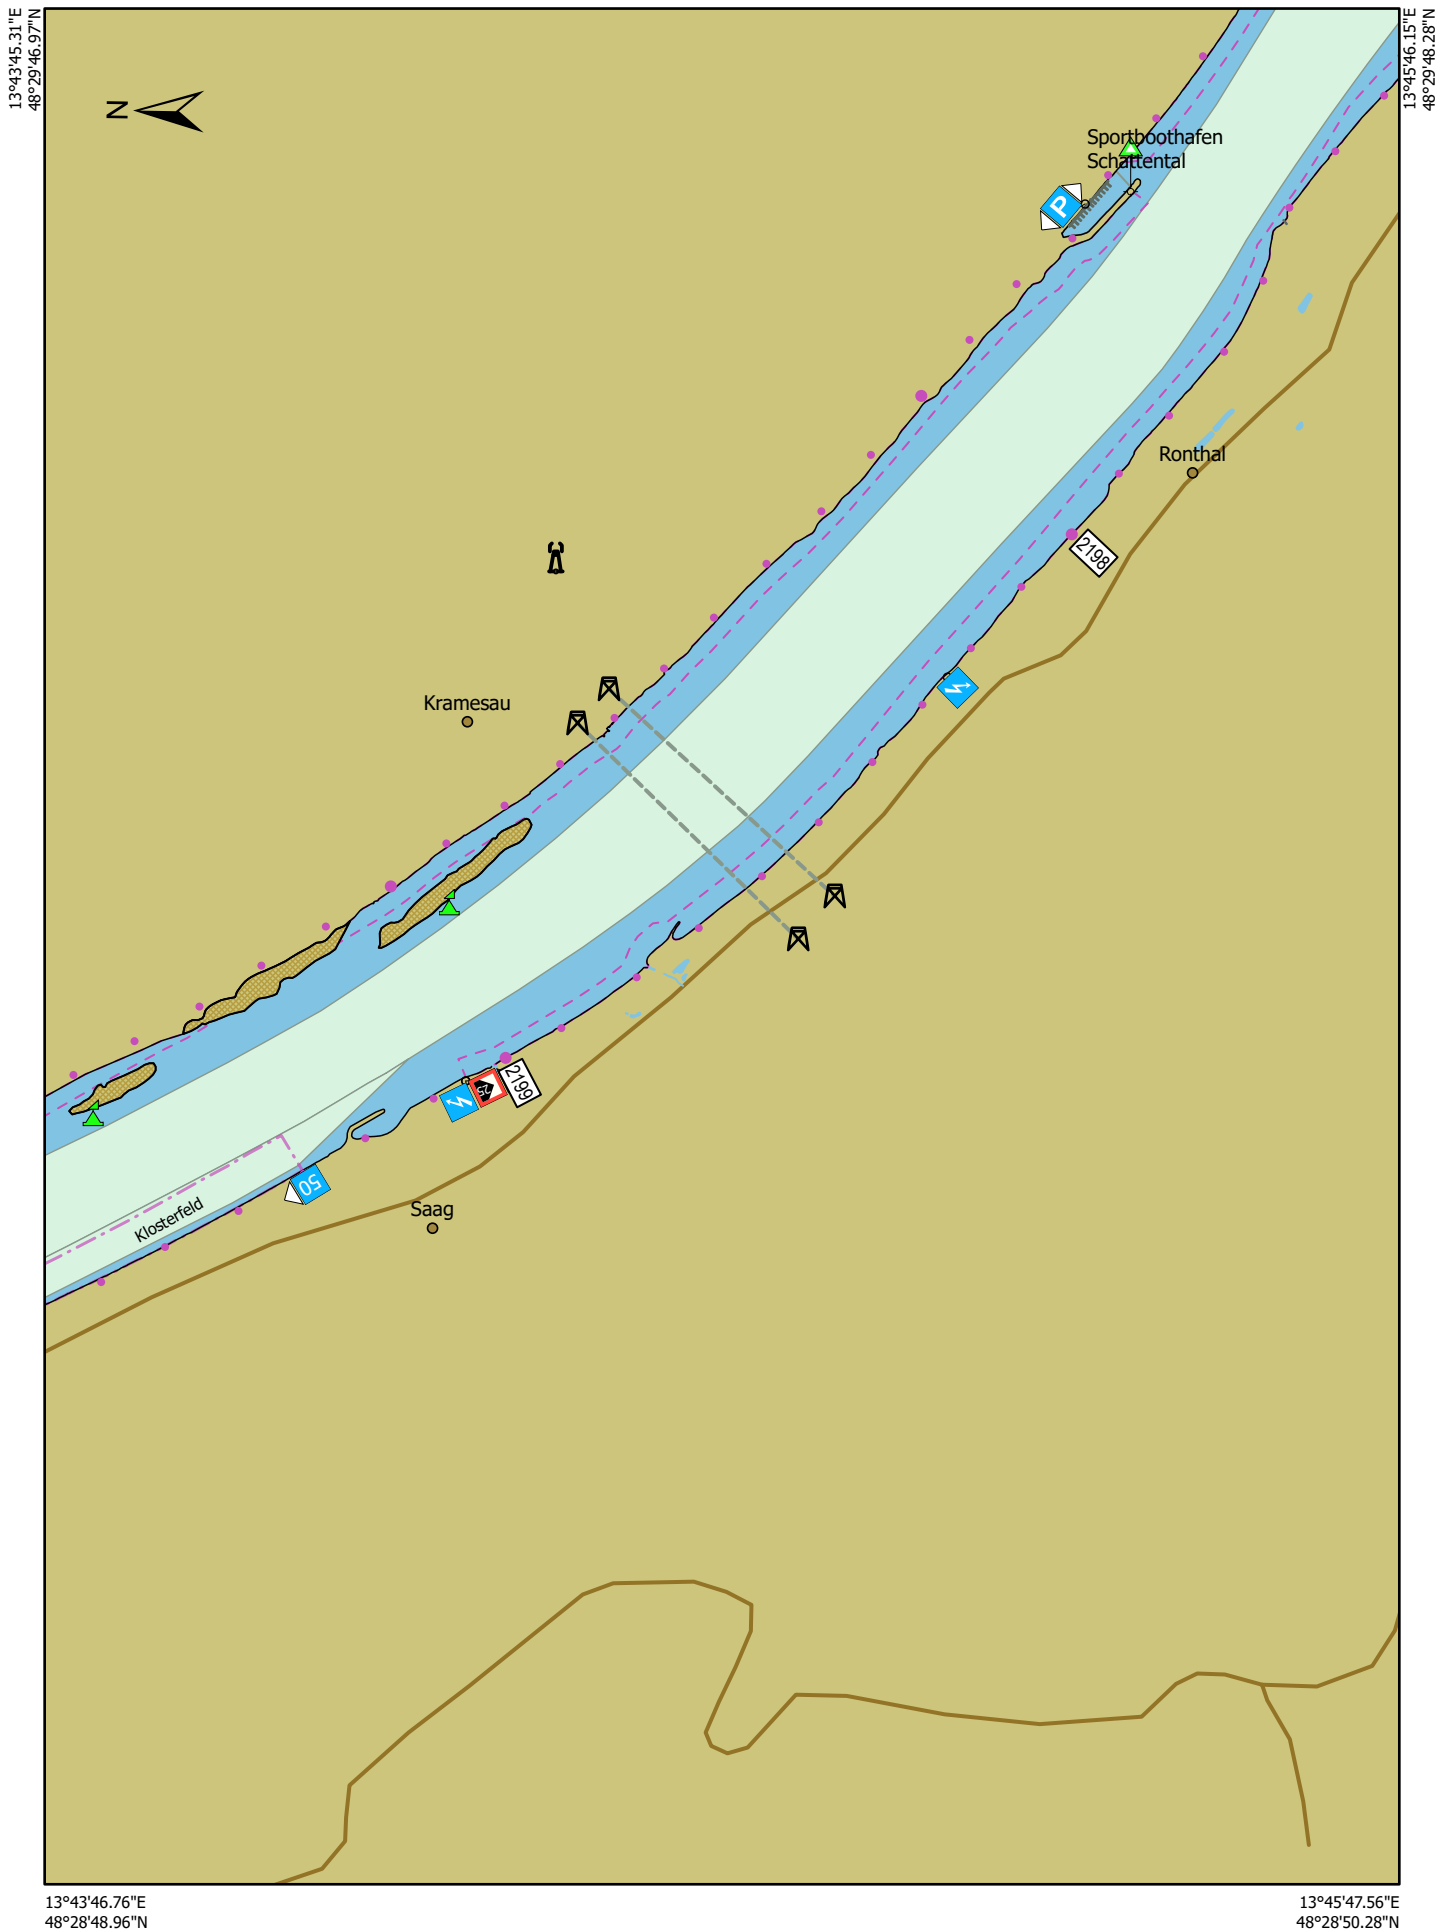 13°43'45.31"E
48°29'46.97"N
13°45'46.15"E
48°29'48.28"N
N
Sportboothafen
Schattental
P
Ronthal
2198
Kramesau
2199
25
50
Klosterfeld
Saag
13°43'46.76"E
48°28'48.96"N
13°45'47.56"E
48°28'50.28"N